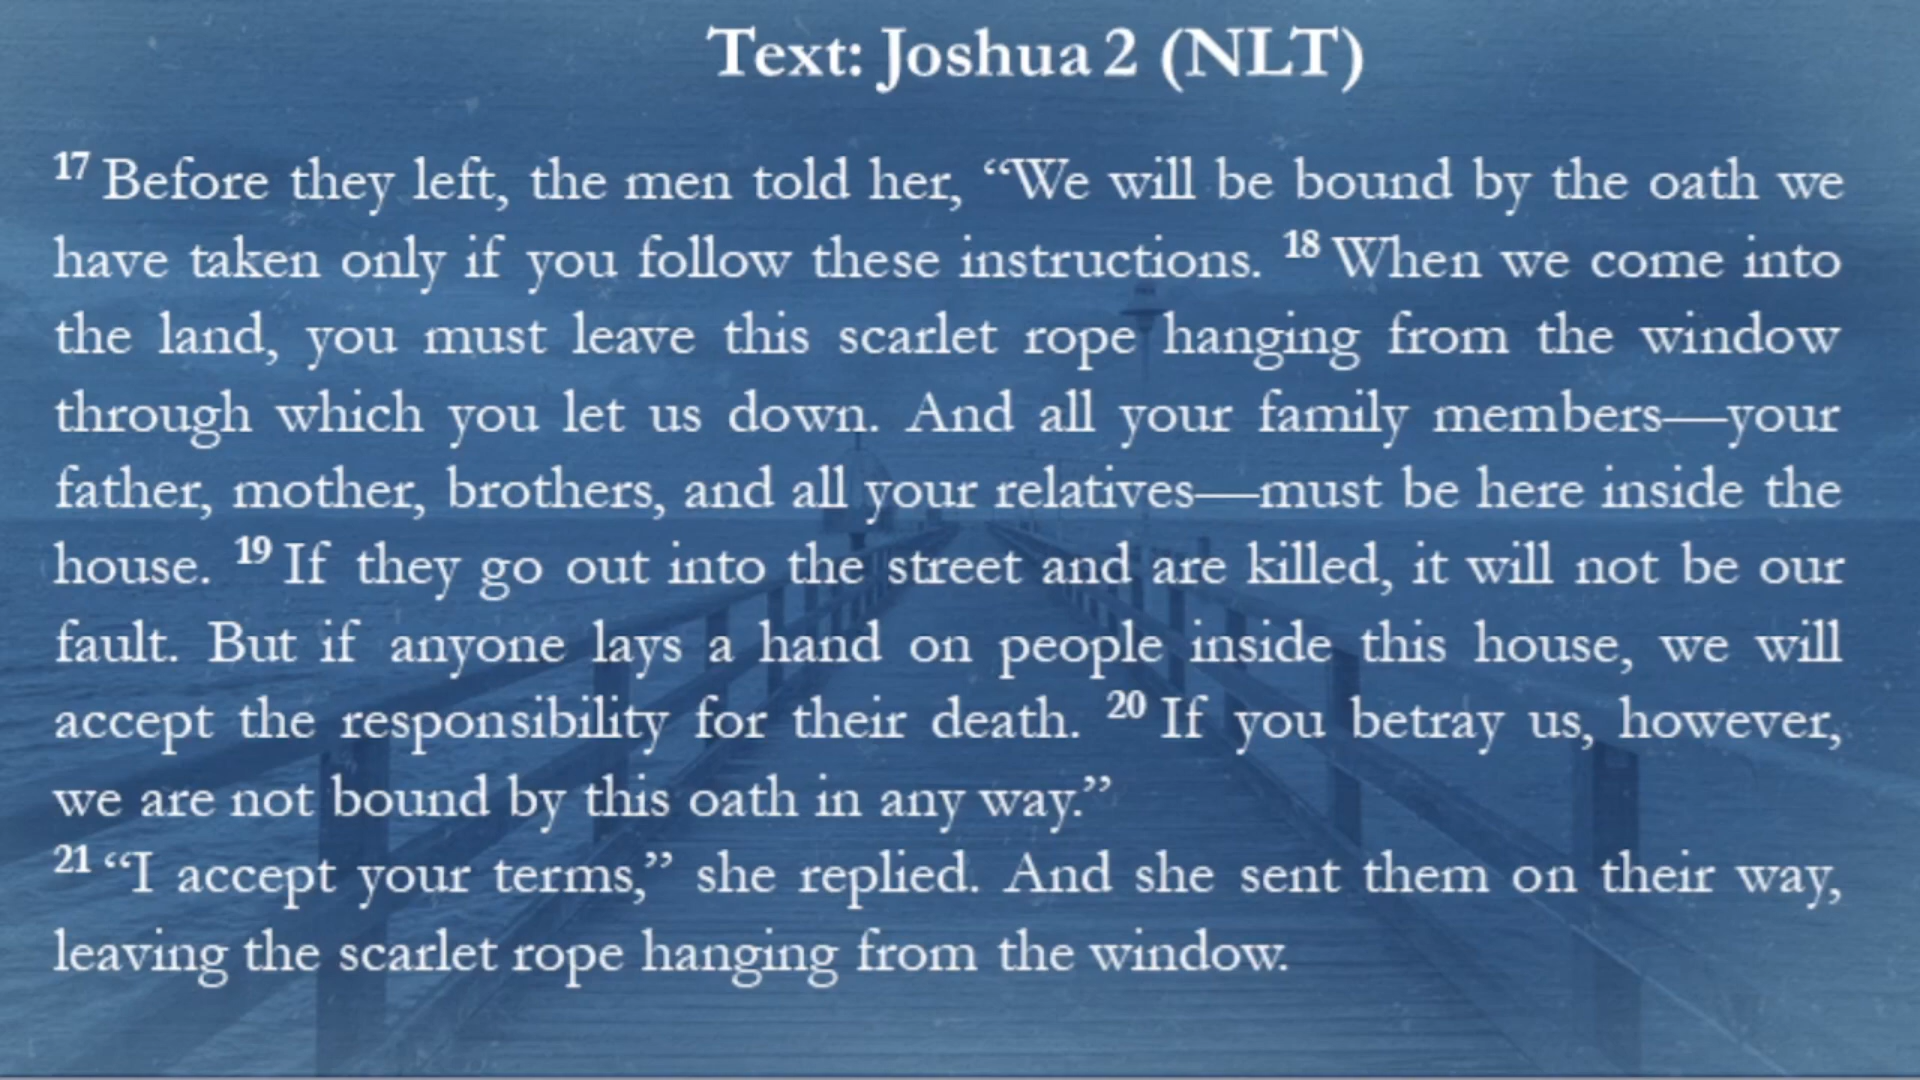 Text: Joshua 2 (NLT)
17 Before they left, the men told her, “We will be bound by the oath we
have taken only if you follow these instructions. 18 When we come into
the land, you must leave this scarlet rope hanging from the window
through which you let us down. And all your family members—your
father, mother, brothers, and all your relatives—must be here inside the
house. 19 If they go out into the street and are killed, it will not be our
fault. But if anyone lays a hand on people inside this house, we will
accept the responsibility for their death. 20 If you betray us, however,
we are not bound by this oath in any way.”
21 “I accept your terms,” she replied. And she sent them on their way,
leaving the scarlet rope hanging from the window.